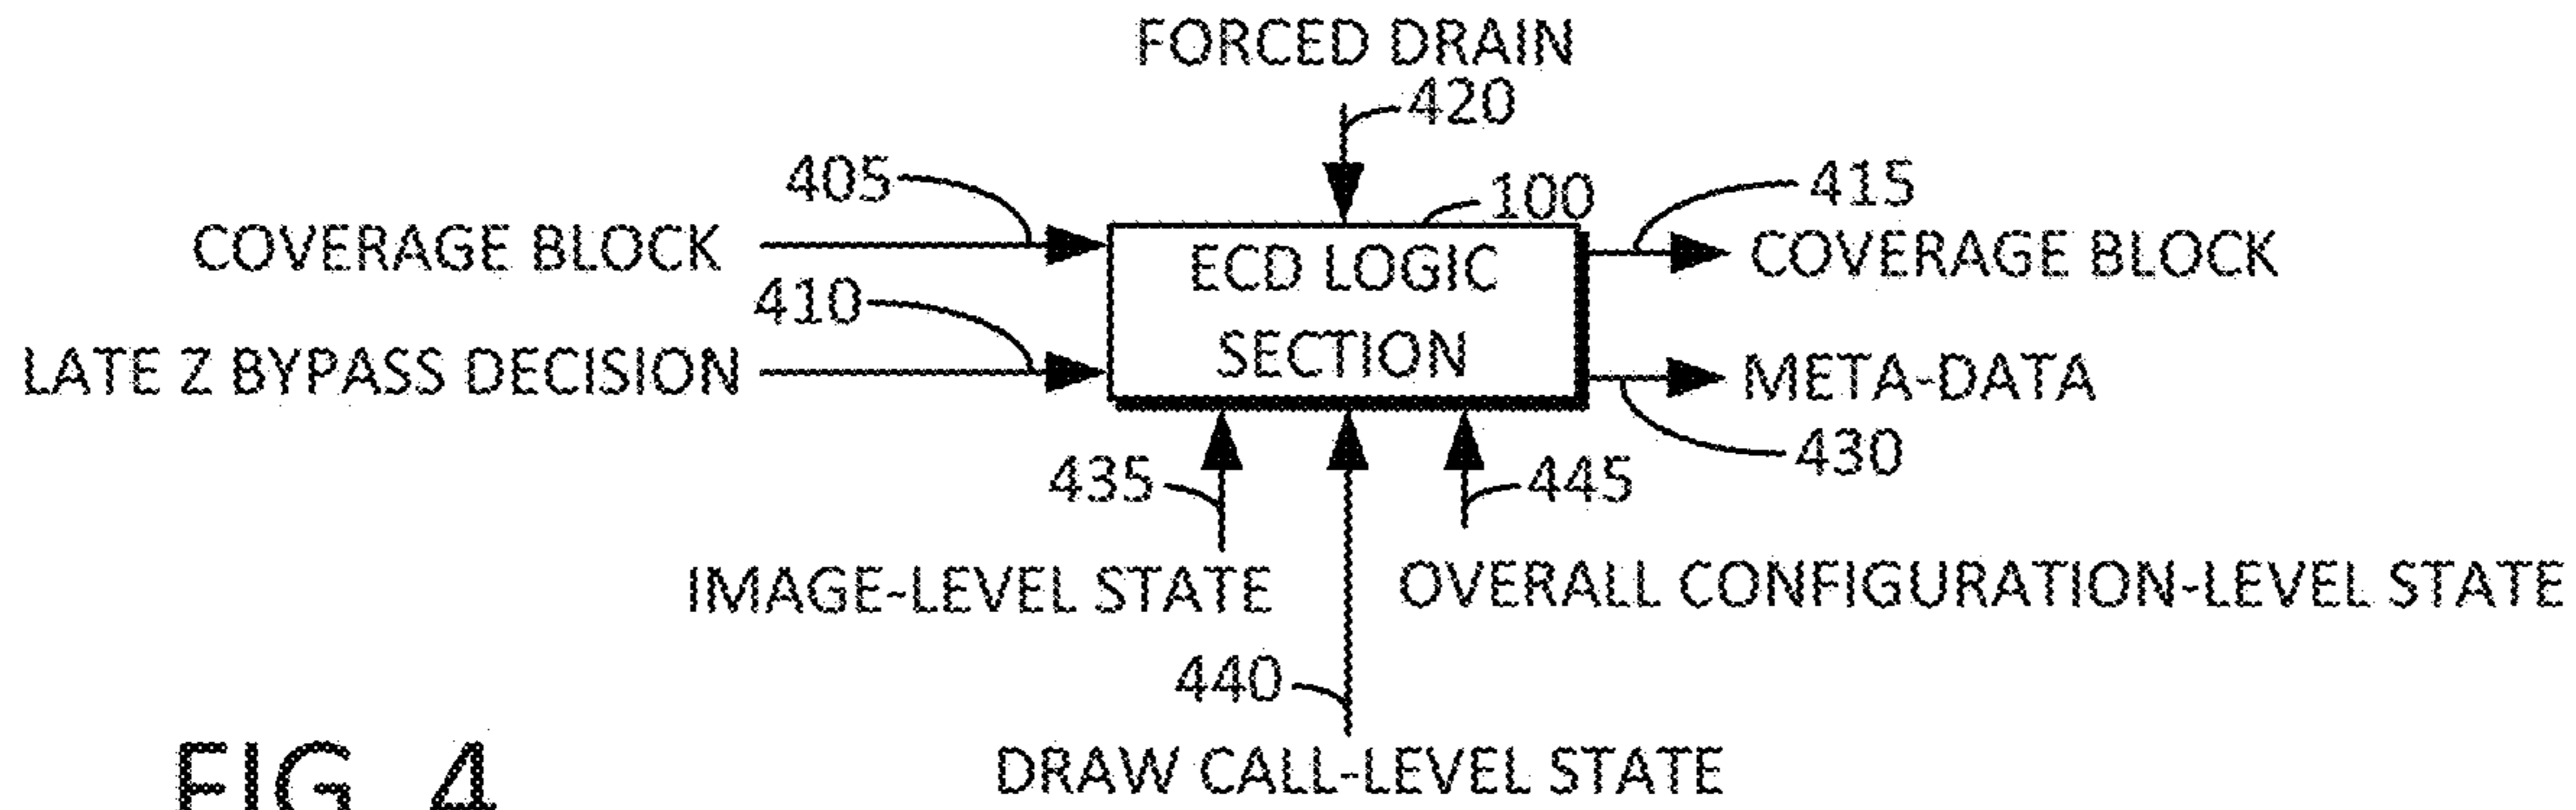 FORCED DRAIN
420
405
100
415
COVERAGE BLOCK
ECD LOGIC
SECTION
COVERAGE BLOCK
410
LATE Z BYPASS DECISION
META-DATA
430
435
445
IMAGE-LEVEL STATE
OVERALL CONFIGURATION-LEVEL STATE
440
DRAW CALL-LEVEL STATE
FIG. 4